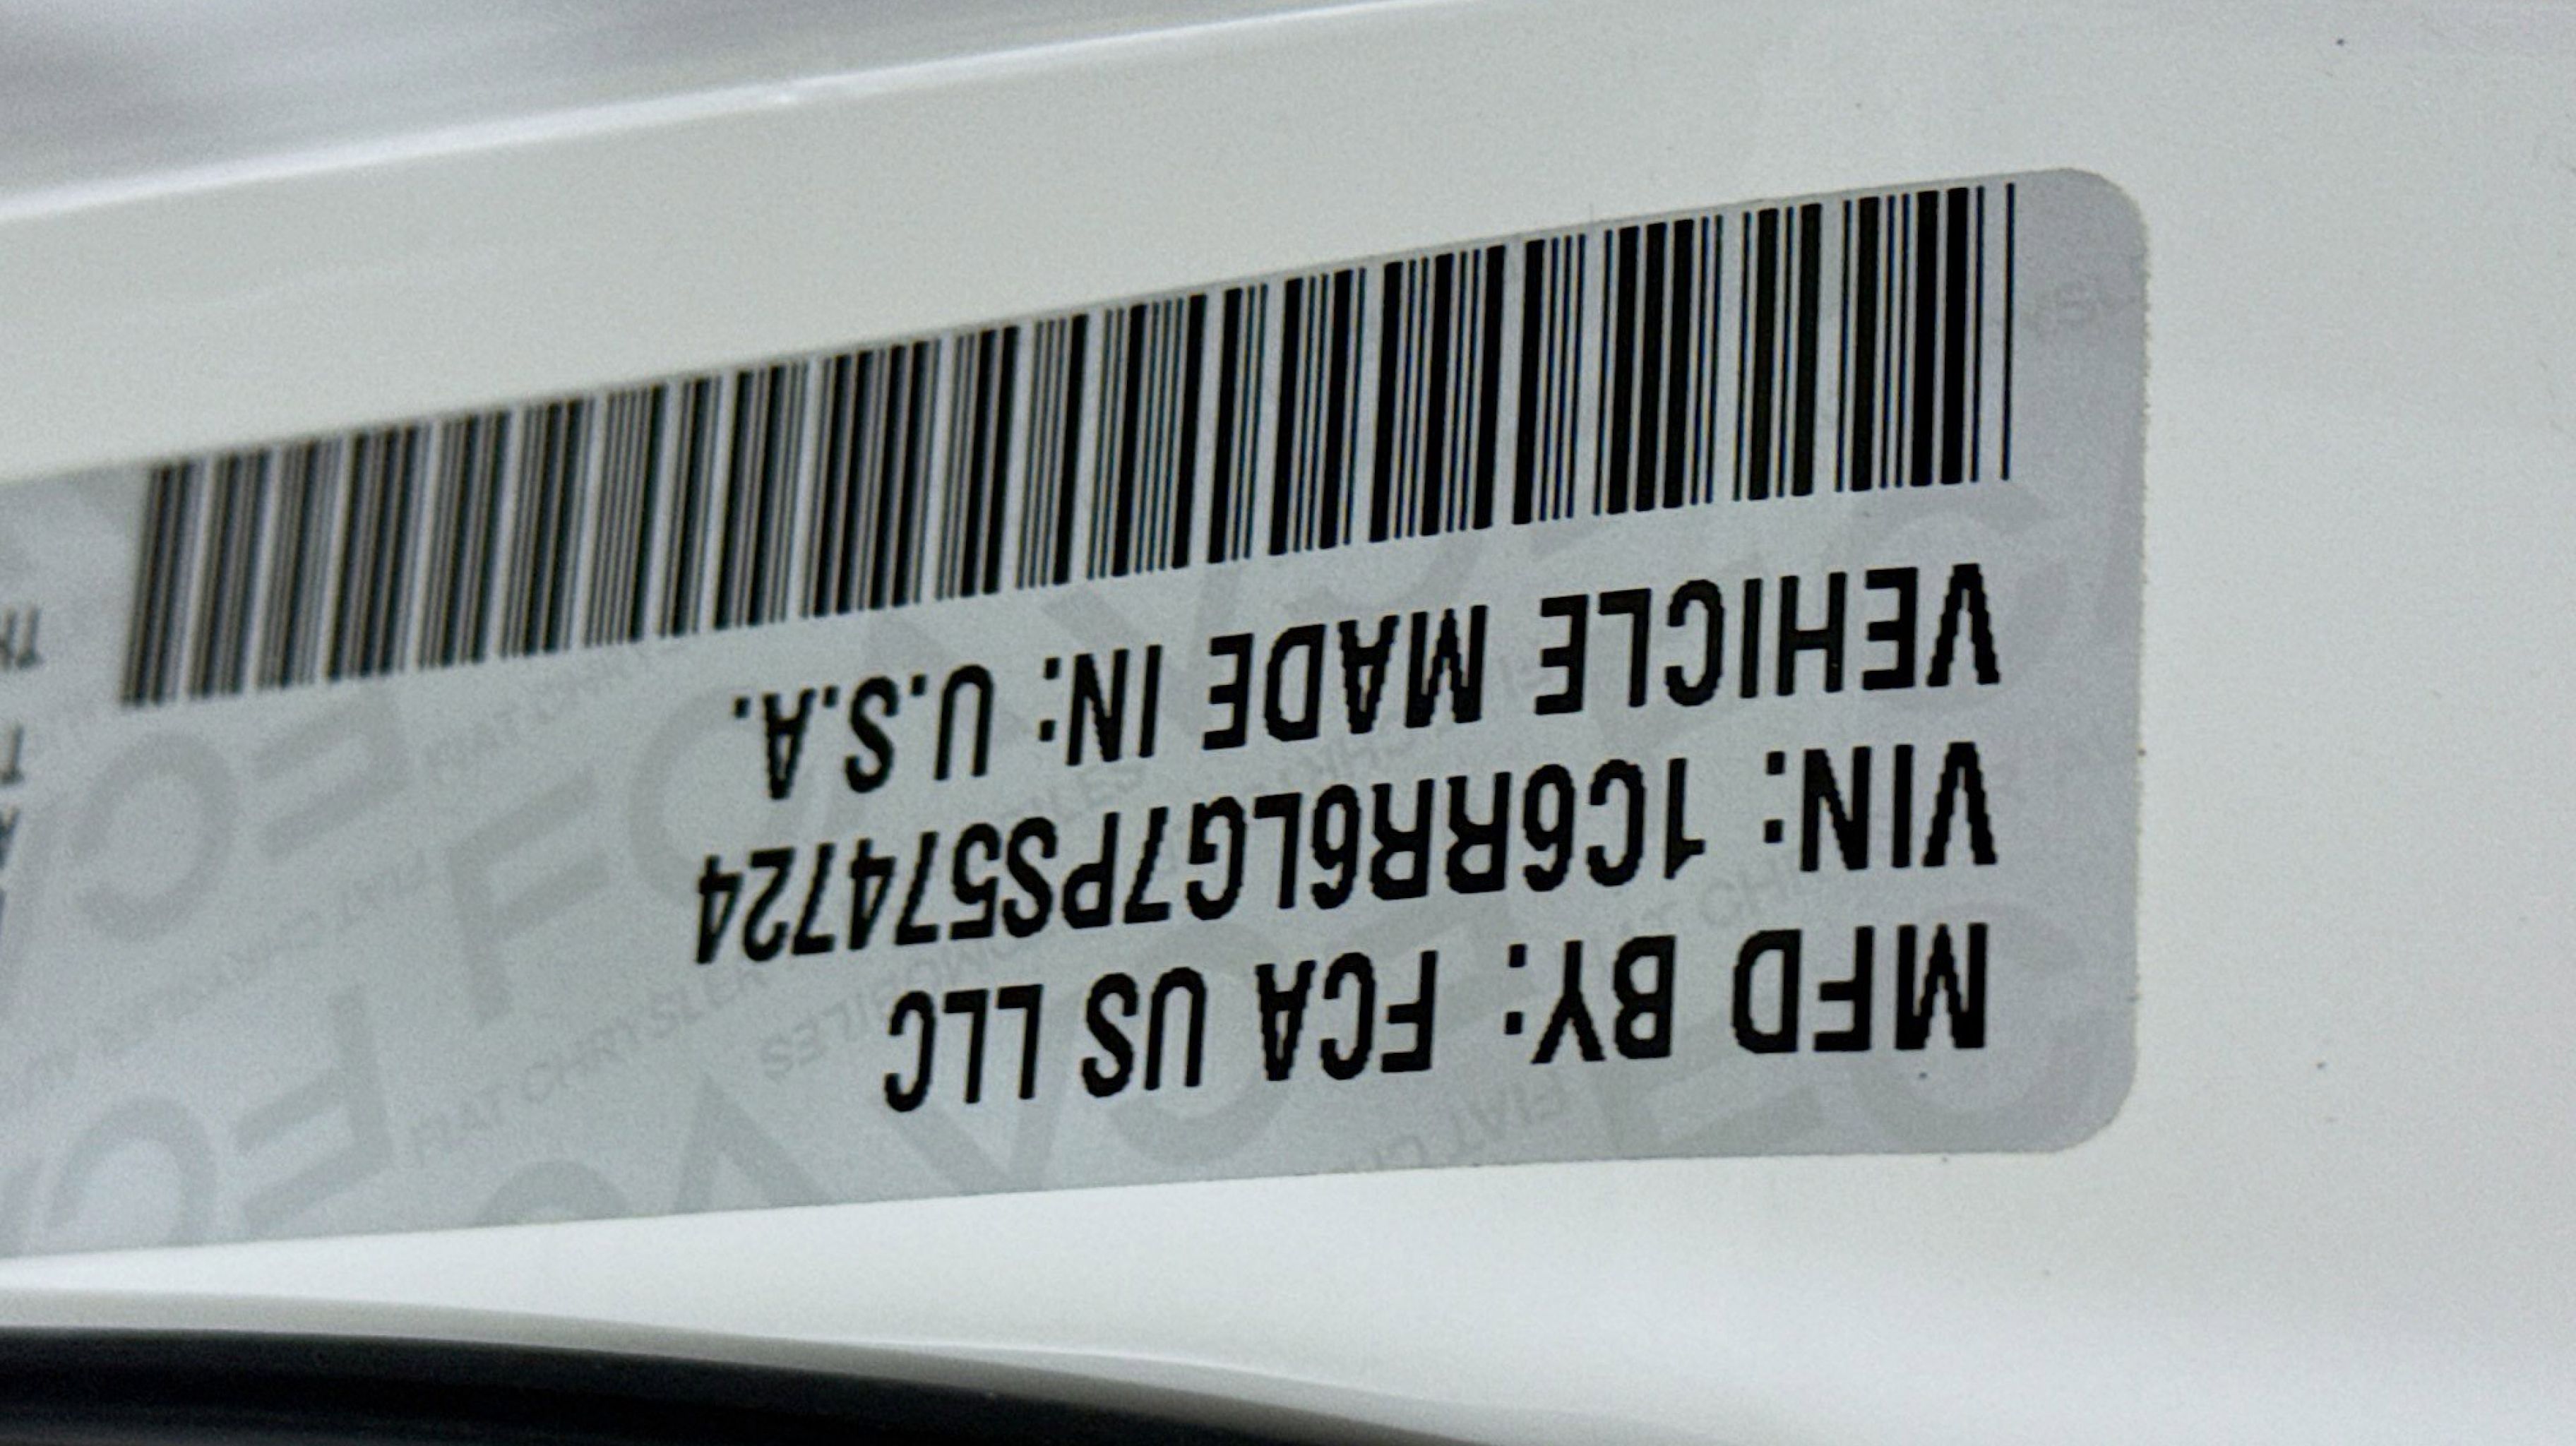 MFD BY: FCA US LLC
VIN: 1C6RR6LG7PS574724
VEHICLE MADE IN: U.S.A.